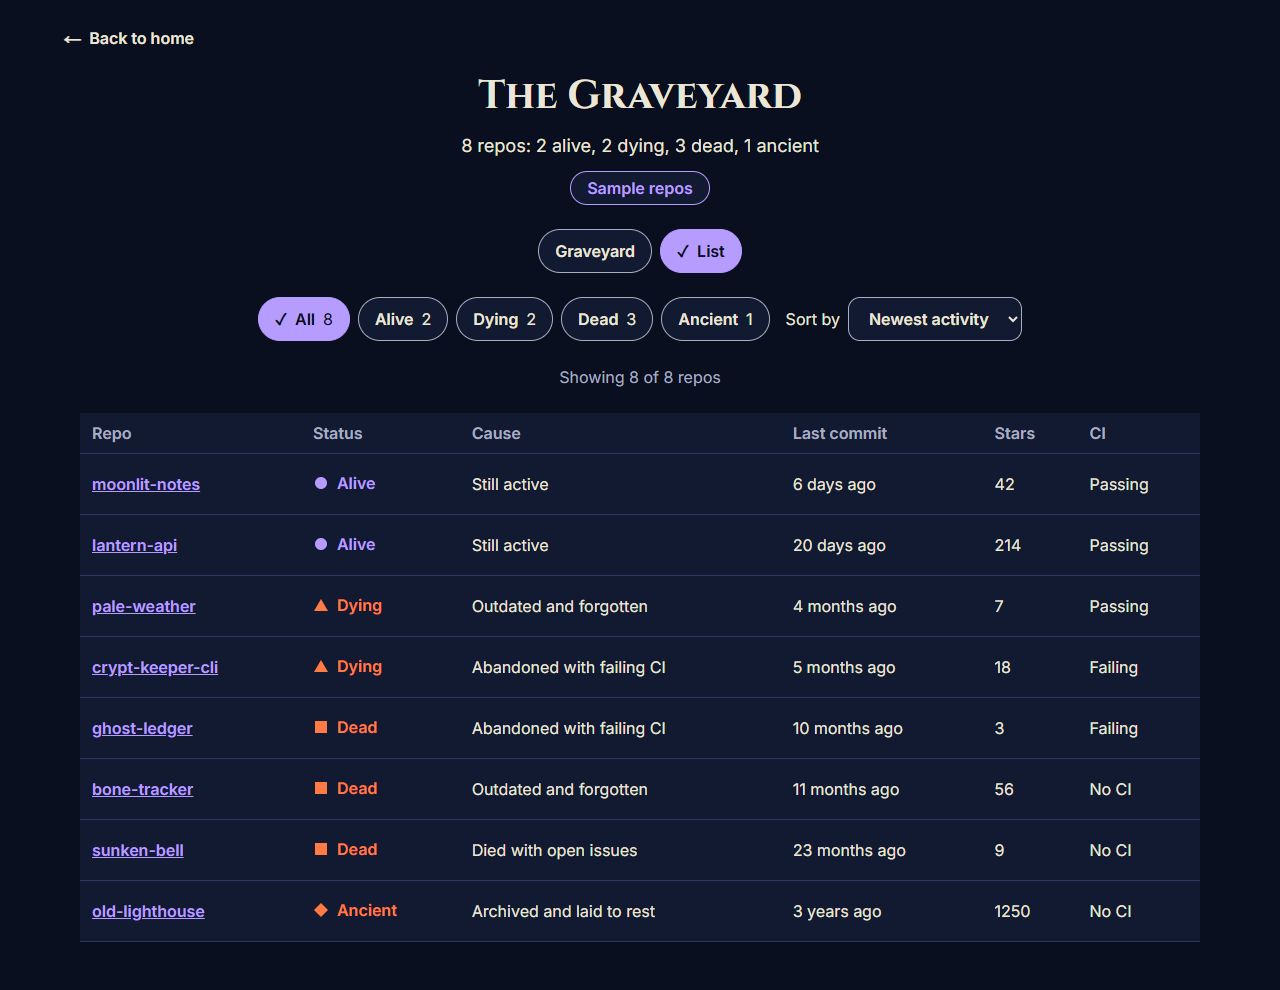 ← Back to home
The Graveyard
8 repos: 2 alive, 2 dying, 3 dead, 1 ancient
Sample repos
Graveyard ✓ List
✓ All 8 Alive 2 Dying 2 Dead 3 Ancient 1 Sort by Newest activity
Showing 8 of 8 repos
Repo Status Cause Last commit Stars CI
moonlit-notes Alive Still active 6 days ago 42 Passing
lantern-api Alive Still active 20 days ago 214 Passing
pale-weather Dying Outdated and forgotten 4 months ago 7 Passing
crypt-keeper-cli Dying Abandoned with failing CI 5 months ago 18 Failing
ghost-ledger Dead Abandoned with failing CI 10 months ago 3 Failing
bone-tracker Dead Outdated and forgotten 11 months ago 56 No CI
sunken-bell Dead Died with open issues 23 months ago 9 No CI
old-lighthouse Ancient Archived and laid to rest 3 years ago 1250 No CI